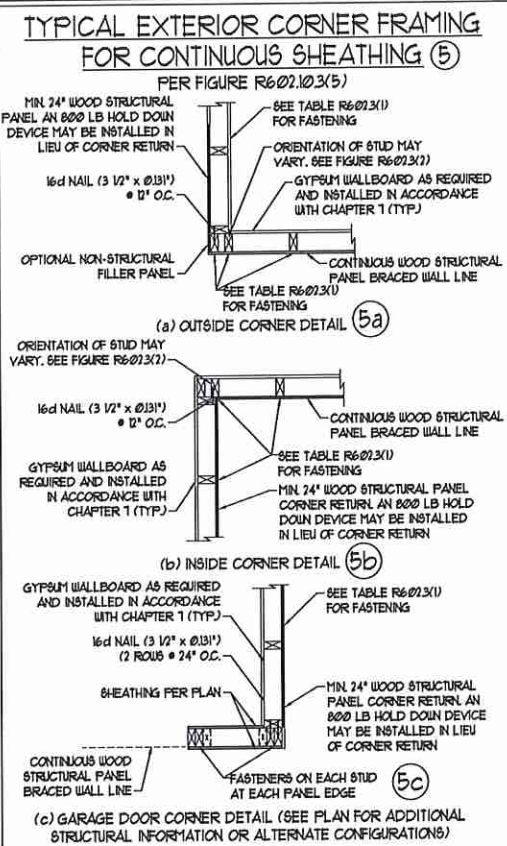 TYPICAL EXTERIOR CORNER FRAMING
FOR CONTINUOUS SHEATHING 5
PER FIGURE R602.10.3(5)
MIN. 24" WOOD STRUCTURAL
PANEL AN 800 LB HOLD DOWN
DEVICE MAY BE INSTALLED IN
LIEU OF CORNER RETURN
16d NAIL (3 1/2" x 0.131")
@ 12" O.C.
OPTIONAL NON-STRUCTURAL
FILLER PANEL
SEE TABLE R602.3(1)
FOR FASTENING
ORIENTATION OF STUD MAY
VARY. SEE FIGURE R602.3(2)
GYPSUM WALLBOARD AS REQUIRED
AND INSTALLED IN ACCORDANCE
WITH CHAPTER 7 (TYP.)
CONTINUOUS WOOD STRUCTURAL
PANEL BRACED WALL LINE
SEE TABLE R602.3(1)
FOR FASTENING
(a) OUTSIDE CORNER DETAIL 5a
ORIENTATION OF STUD MAY
VARY. SEE FIGURE R602.3(2)
16d NAIL (3 1/2" x 0.131")
@ 12" O.C.
GYPSUM WALLBOARD AS
REQUIRED AND INSTALLED
IN ACCORDANCE WITH
CHAPTER 7 (TYP.)
CONTINUOUS WOOD STRUCTURAL
PANEL BRACED WALL LINE
SEE TABLE R602.3(1)
FOR FASTENING
MIN. 24" WOOD STRUCTURAL PANEL
CORNER RETURN. AN 800 LB HOLD
DOWN DEVICE MAY BE INSTALLED
IN LIEU OF CORNER RETURN
(b) INSIDE CORNER DETAIL 5b
GYPSUM WALLBOARD AS REQUIRED
AND INSTALLED IN ACCORDANCE
WITH CHAPTER 7 (TYP.)
16d NAIL (3 1/2" x 0.131")
(2 ROWS @ 24" O.C.
SHEATHING PER PLAN
CONTINUOUS WOOD
STRUCTURAL PANEL
BRACED WALL LINE
SEE TABLE R602.3(1)
FOR FASTENING
MIN. 24" WOOD STRUCTURAL
PANEL CORNER RETURN. AN
800 LB HOLD DOWN DEVICE
MAY BE INSTALLED IN LIEU
OF CORNER RETURN
FASTENERS ON EACH STUD
AT EACH PANEL EDGE
5c
(c) GARAGE DOOR CORNER DETAIL (SEE PLAN FOR ADDITIONAL
STRUCTURAL INFORMATION OR ALTERNATE CONFIGURATIONS)